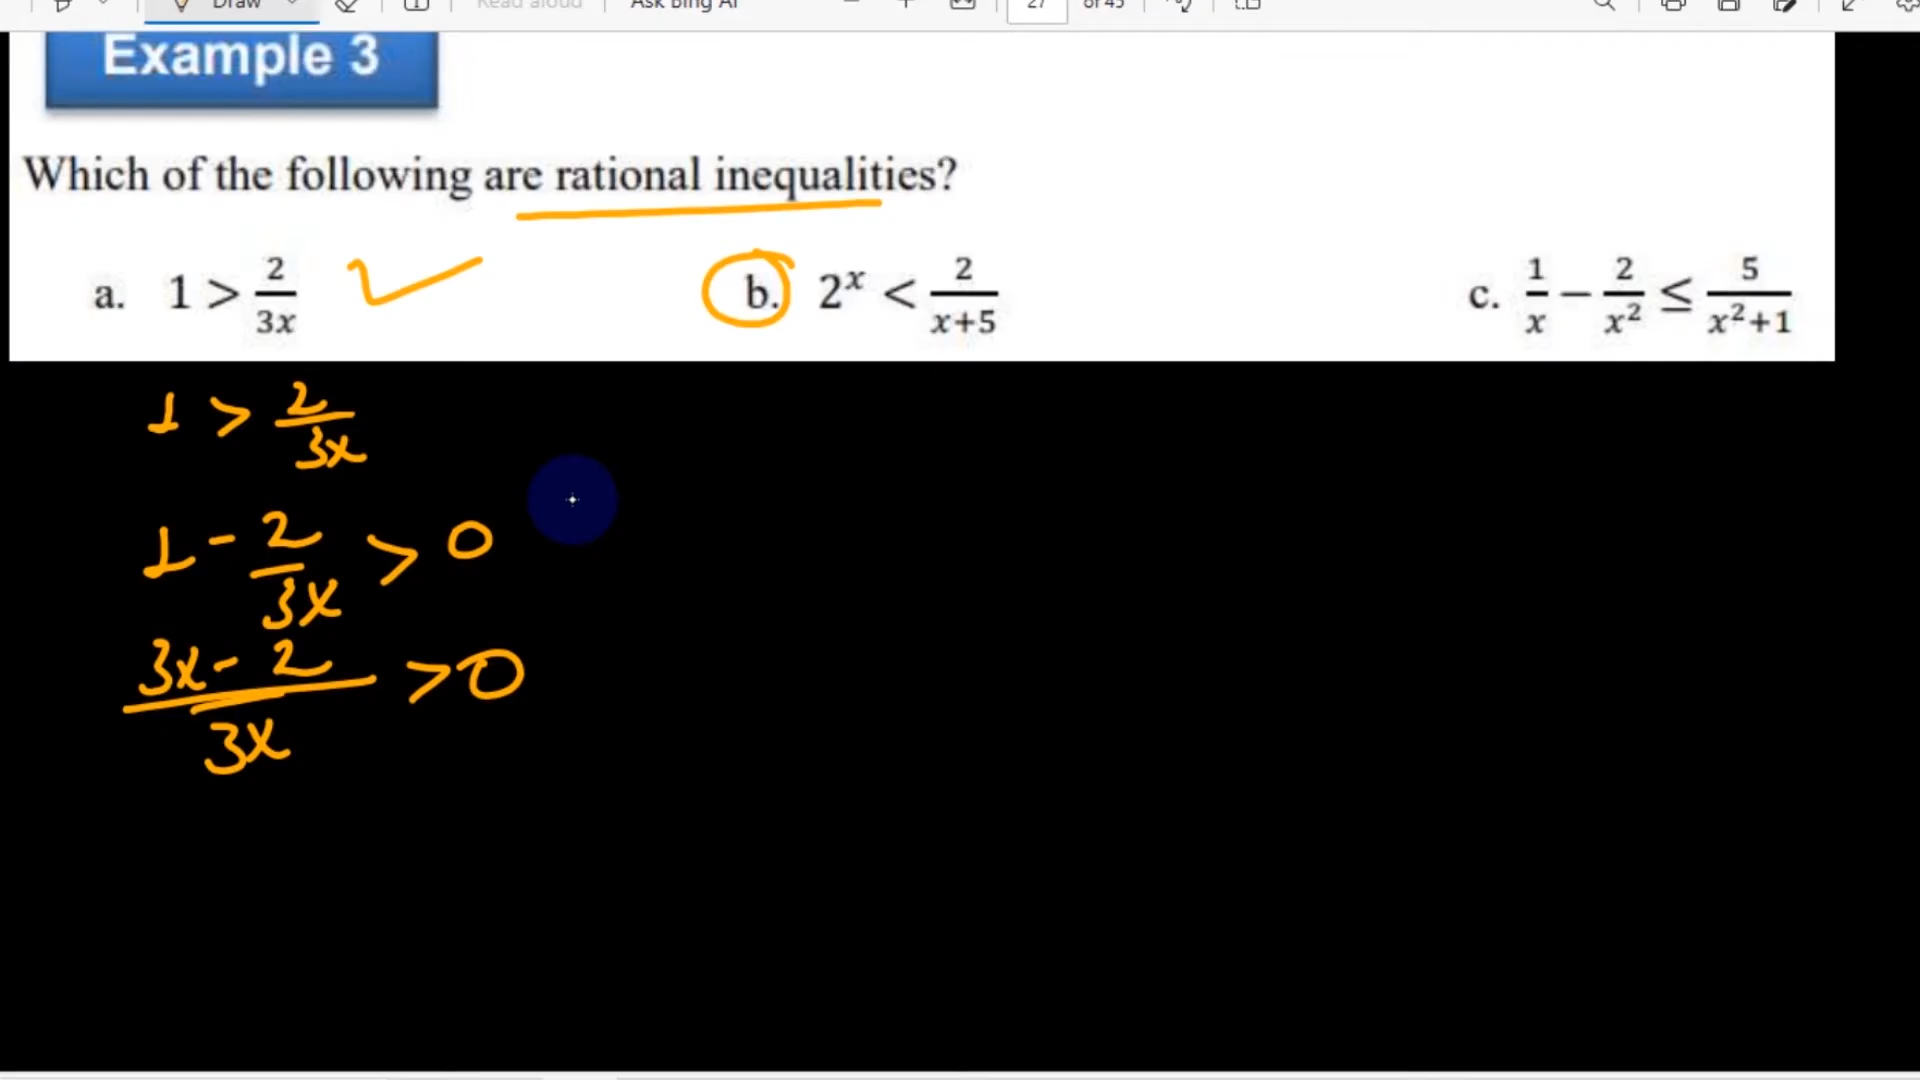 Draw
Read aloud
Ask Bing AI
27 of 45
Example 3
Which of the following are rational inequalities?
a. 1 > 2/3x
b. 2^x < 2/x+5
c. 1/x − 2/x² ≤ 5/x²+1
1 > 2/3x
1 - 2/3x > 0
3x - 2/3x > 0